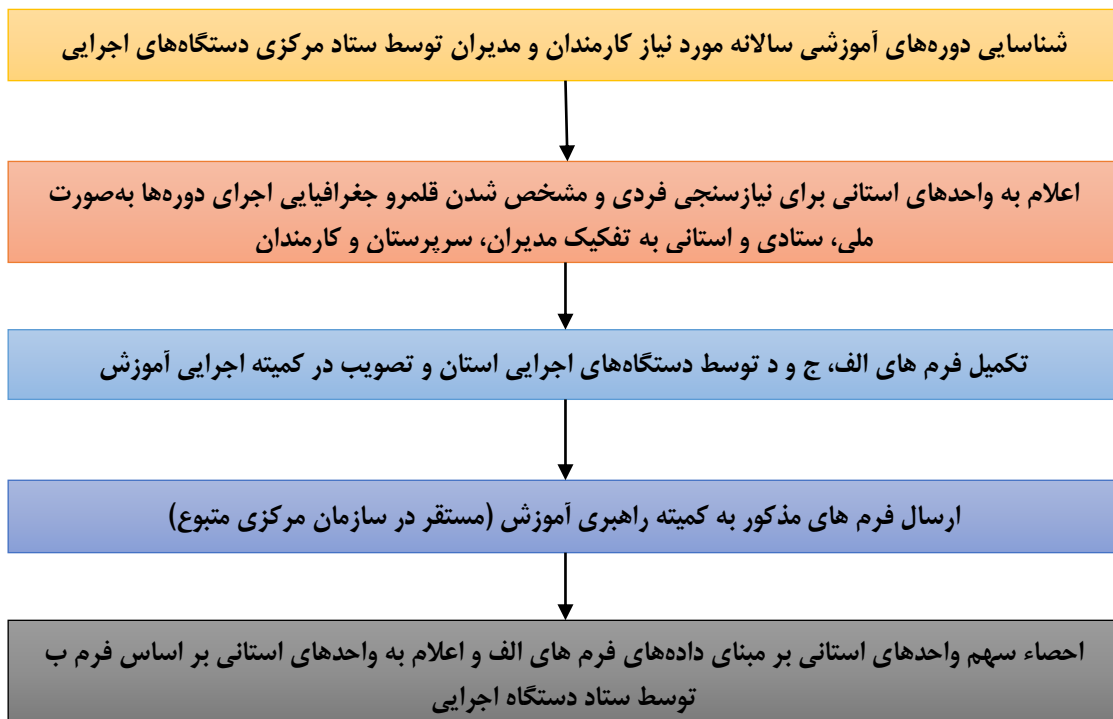 شناسایی دوره‌های آموزشی سالانه مورد نیاز کارمندان و مدیران توسط ستاد مرکزی دستگاه‌های اجرایی
اعلام به واحدهای استانی برای نیازسنجی فردی و مشخص شدن قلمرو جغرافیایی اجرای دوره‌ها به‌صورت
ملی، ستادی و استانی به تفکیک مدیران، سرپرستان و کارمندان
تکمیل فرم های الف، ج و د توسط دستگاه‌های اجرایی استان و تصویب در کمیته اجرایی آموزش
ارسال فرم های مذکور به کمیته راهبری آموزش (مستقر در سازمان مرکزی متبوع)
احصاء سهم واحدهای استانی بر مبنای داده‌های فرم های الف و اعلام به واحدهای استانی بر اساس فرم ب
توسط ستاد دستگاه اجرایی